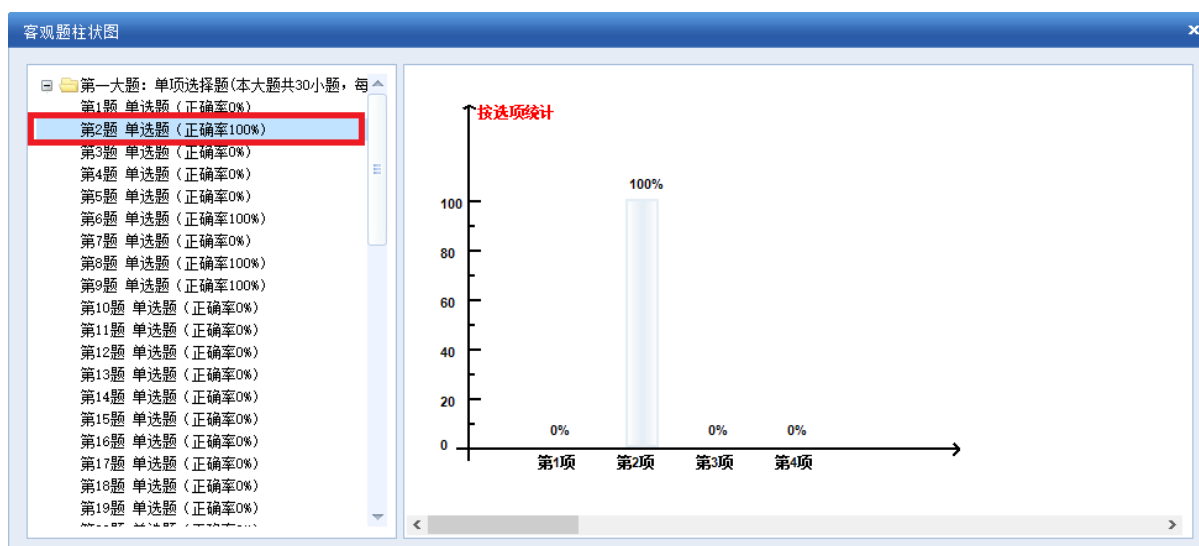 客观题柱状图
第一大题：单项选择题(本大题共30小题，每
第1题 单选题（正确率0%）
第2题 单选题（正确率100%）
第3题 单选题（正确率0%）
第4题 单选题（正确率0%）
第5题 单选题（正确率0%）
第6题 单选题（正确率100%）
第7题 单选题（正确率0%）
第8题 单选题（正确率100%）
第9题 单选题（正确率100%）
第10题 单选题（正确率0%）
第11题 单选题（正确率0%）
第12题 单选题（正确率0%）
第13题 单选题（正确率0%）
第14题 单选题（正确率0%）
第15题 单选题（正确率0%）
第16题 单选题（正确率0%）
第17题 单选题（正确率0%）
第18题 单选题（正确率0%）
第19题 单选题（正确率0%）
按选项统计
100%
100
80
60
40
20
0
0% 0% 0%
第1项 第2项 第3项 第4项